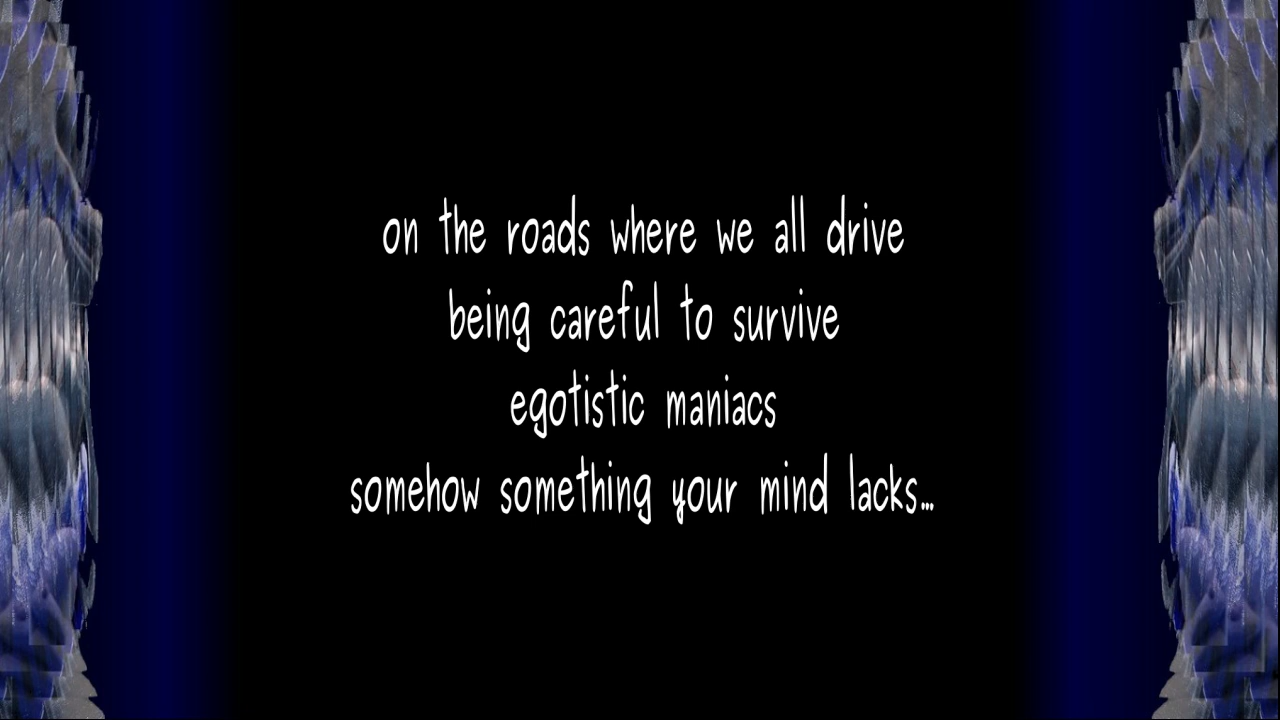 on the roads where we all drive
being careful to survive
egotistic maniacs
somehow something your mind lacks...